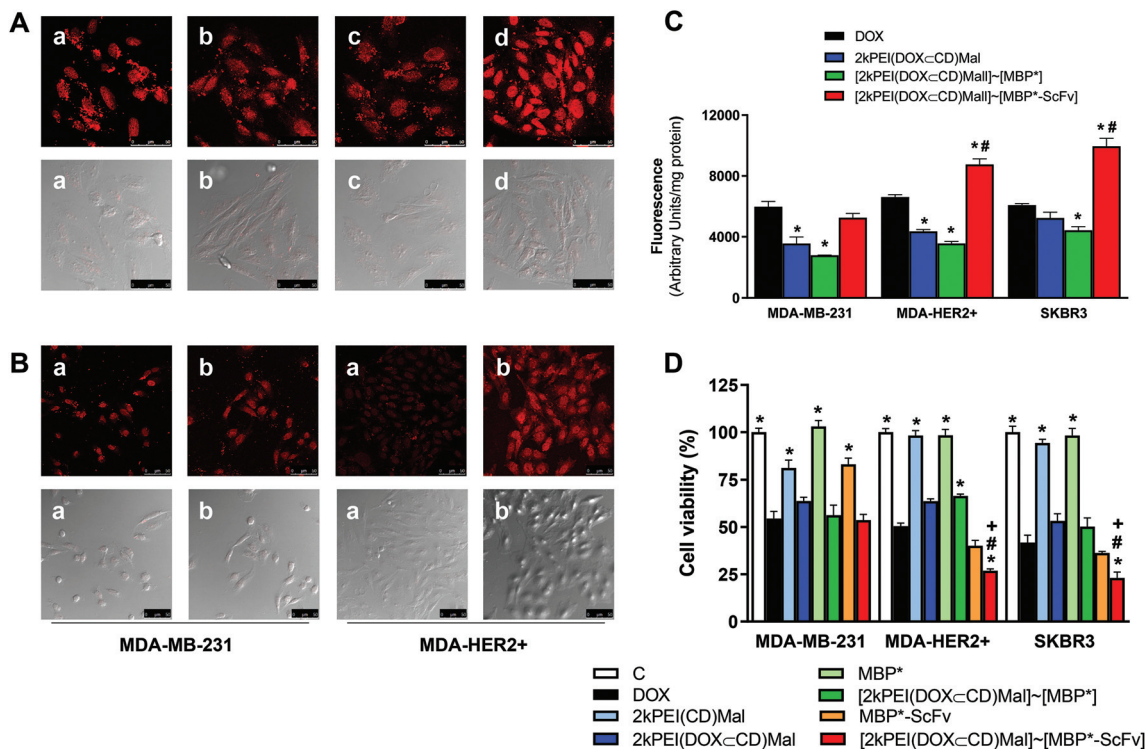 A
a
b
c
d
a
b
c
d
B
a
b
a
b
a
b
a
b
MDA-MB-231
MDA-HER2+
C
DOX
2kPEI(DOX⊂CD)Mal
[2kPEI(DOX⊂CD)Mall]~[MBP*]
[2kPEI(DOX⊂CD)Mall]~[MBP*-ScFv]
Fluorescence
(Arbitrary Units/mg protein)
12000
8000
4000
0
*
*
*
*
*#
*
*#
MDA-MB-231
MDA-HER2+
SKBR3
D
Cell viability (%)
125
100
75
50
25
0
*
*
*
*
*
*
*
*
+
#
*
*
*
*
+
#
*
MDA-MB-231
MDA-HER2+
SKBR3
C
DOX
2kPEI(CD)Mal
2kPEI(DOX⊂CD)Mal
MBP*
[2kPEI(DOX⊂CD)Mal]~[MBP*]
MBP*-ScFv
[2kPEI(DOX⊂CD)Mal]~[MBP*-ScFv]